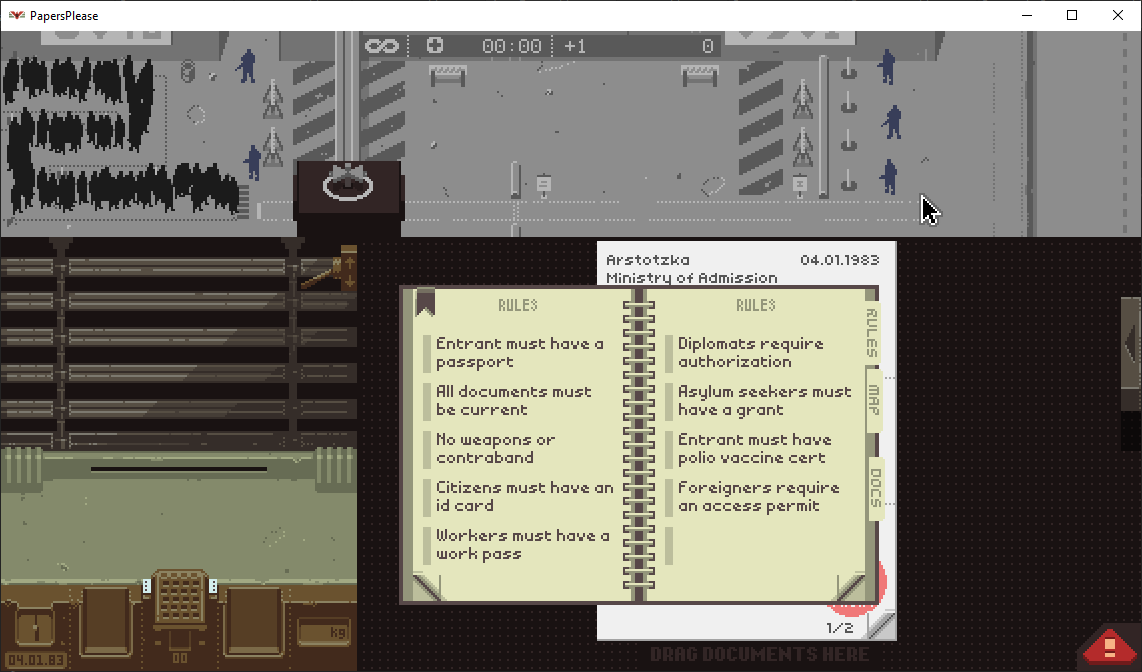 PapersPlease
00:00
+1
0
Arstotzka
04.01.1983
Ministry of Admission
RULES
Entrant must have a
passport
All documents must
be current
No weapons or
contraband
Citizens must have an
id card
Workers must have a
work pass
RULES
Diplomats require
authorization
Asylum seekers must
have a grant
Entrant must have
polio vaccine cert
Foreigners require
an access permit
RULES
MAP
DOCS
1/2
DRAG DOCUMENTS HERE
04.01.83
00
kg